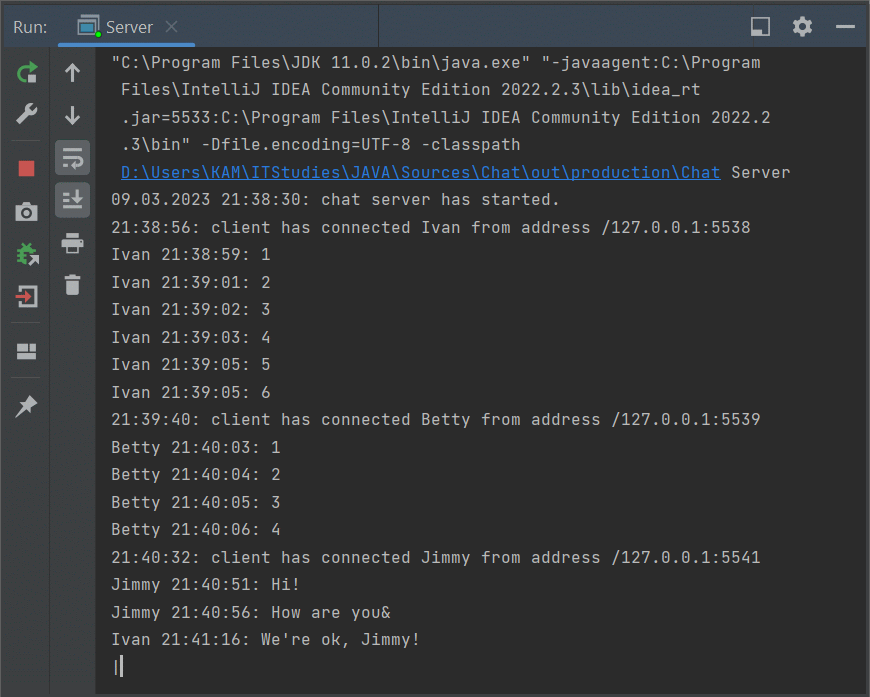 Run: Server
"C:\Program Files\JDK 11.0.2\bin\java.exe" "-javaagent:C:\Program
Files\IntelliJ IDEA Community Edition 2022.2.3\lib\idea_rt
.jar=5533:C:\Program Files\IntelliJ IDEA Community Edition 2022.2
.3\bin" -Dfile.encoding=UTF-8 -classpath
D:\Users\KAM\ITStudies\JAVA\Sources\Chat\out\production\Chat Server
09.03.2023 21:38:30: chat server has started.
21:38:56: client has connected Ivan from address /127.0.0.1:5538
Ivan 21:38:59: 1
Ivan 21:39:01: 2
Ivan 21:39:02: 3
Ivan 21:39:03: 4
Ivan 21:39:05: 5
Ivan 21:39:05: 6
21:39:40: client has connected Betty from address /127.0.0.1:5539
Betty 21:40:03: 1
Betty 21:40:04: 2
Betty 21:40:05: 3
Betty 21:40:06: 4
21:40:32: client has connected Jimmy from address /127.0.0.1:5541
Jimmy 21:40:51: Hi!
Jimmy 21:40:56: How are you&
Ivan 21:41:16: We're ok, Jimmy!